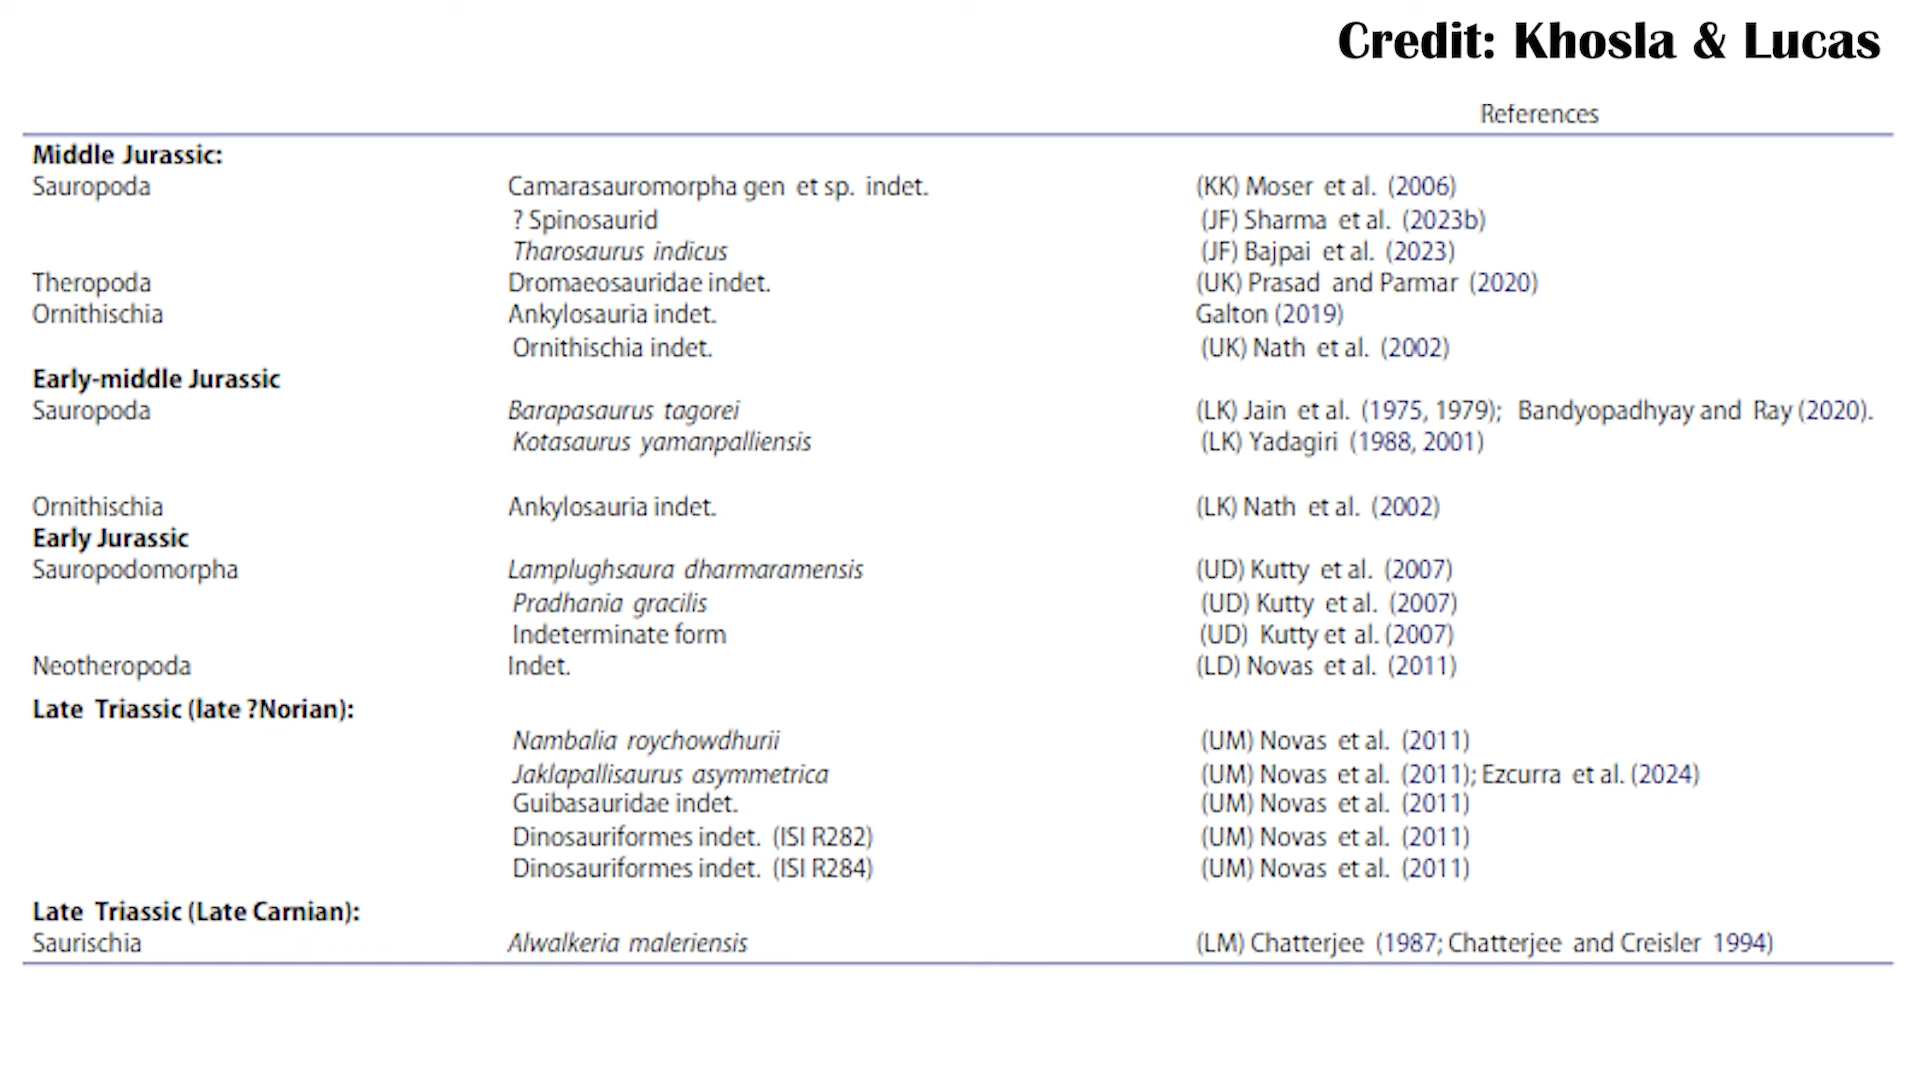 Credit: Khosla & Lucas
References
Middle Jurassic:
Sauropoda Camarasauromorpha gen et sp. indet. (KK) Moser et al. (2006)
? Spinosaurid (JF) Sharma et al. (2023b)
Tharosaurus indicus (JF) Bajpai et al. (2023)
Theropoda Dromaeosauridae indet. (UK) Prasad and Parmar (2020)
Ornithischia Ankylosauria indet. Galton (2019)
Ornithischia indet. (UK) Nath et al. (2002)
Early-middle Jurassic
Sauropoda Barapasaurus tagorei (LK) Jain et al. (1975, 1979); Bandyopadhyay and Ray (2020).
Kotasaurus yamanpalliensis (LK) Yadagiri (1988, 2001)
Ornithischia Ankylosauria indet. (LK) Nath et al. (2002)
Early Jurassic
Sauropodomorpha Lamplughsaura dharmaramensis (UD) Kutty et al. (2007)
Pradhania gracilis (UD) Kutty et al. (2007)
Indeterminate form (UD) Kutty et al. (2007)
Neotheropoda Indet. (LD) Novas et al. (2011)
Late Triassic (late ?Norian):
Nambalia roychowdhurii (UM) Novas et al. (2011)
Jaklapallisaurus asymmetrica (UM) Novas et al. (2011); Ezcurra et al. (2024)
Guibasauridae indet. (UM) Novas et al. (2011)
Dinosauriformes indet. (ISI R282) (UM) Novas et al. (2011)
Dinosauriformes indet. (ISI R284) (UM) Novas et al. (2011)
Late Triassic (Late Carnian):
Saurischia Alwalkeria maleriensis (LM) Chatterjee (1987; Chatterjee and Creisler 1994)